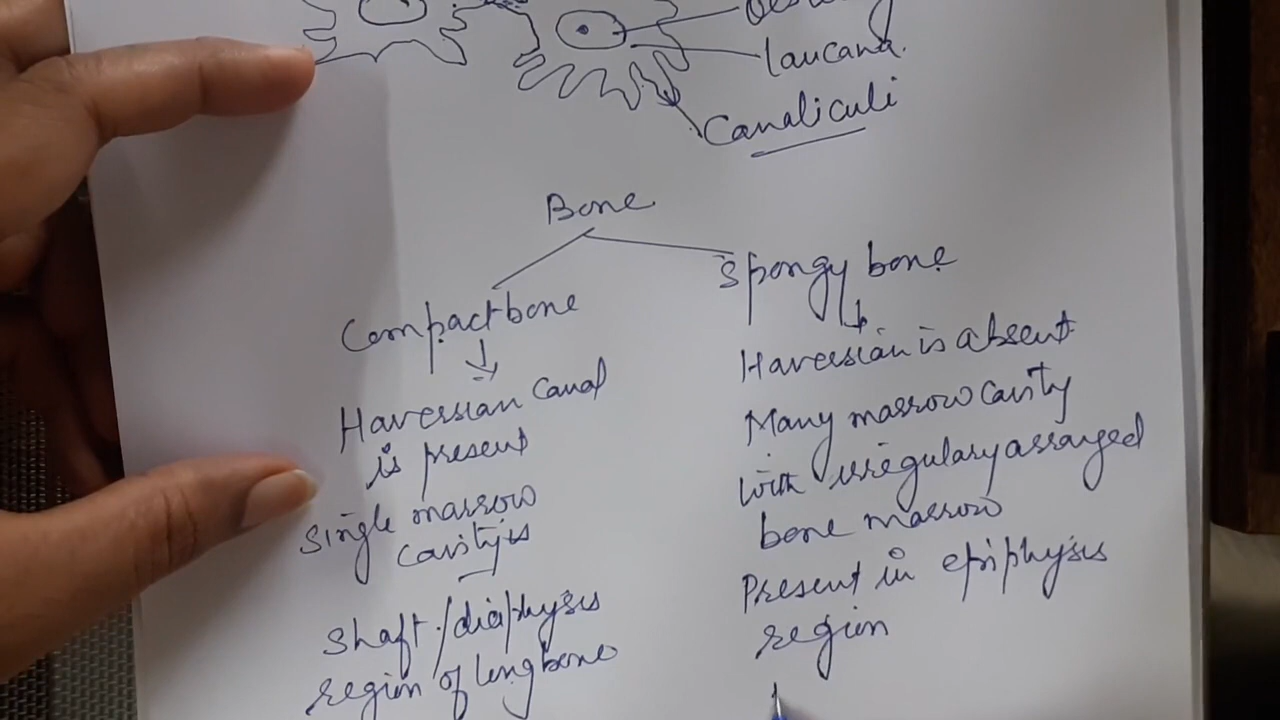 Laucana.
Canaliculi
Bone
Compact bone
Haversian canal
is present
single marrow
cavity is
shaft/diaphysis
region of long bone
Spongy bone
Haversian is absent
Many marrow cavity
with irregulary arranged
bone marrow
Present in epiphysis
region